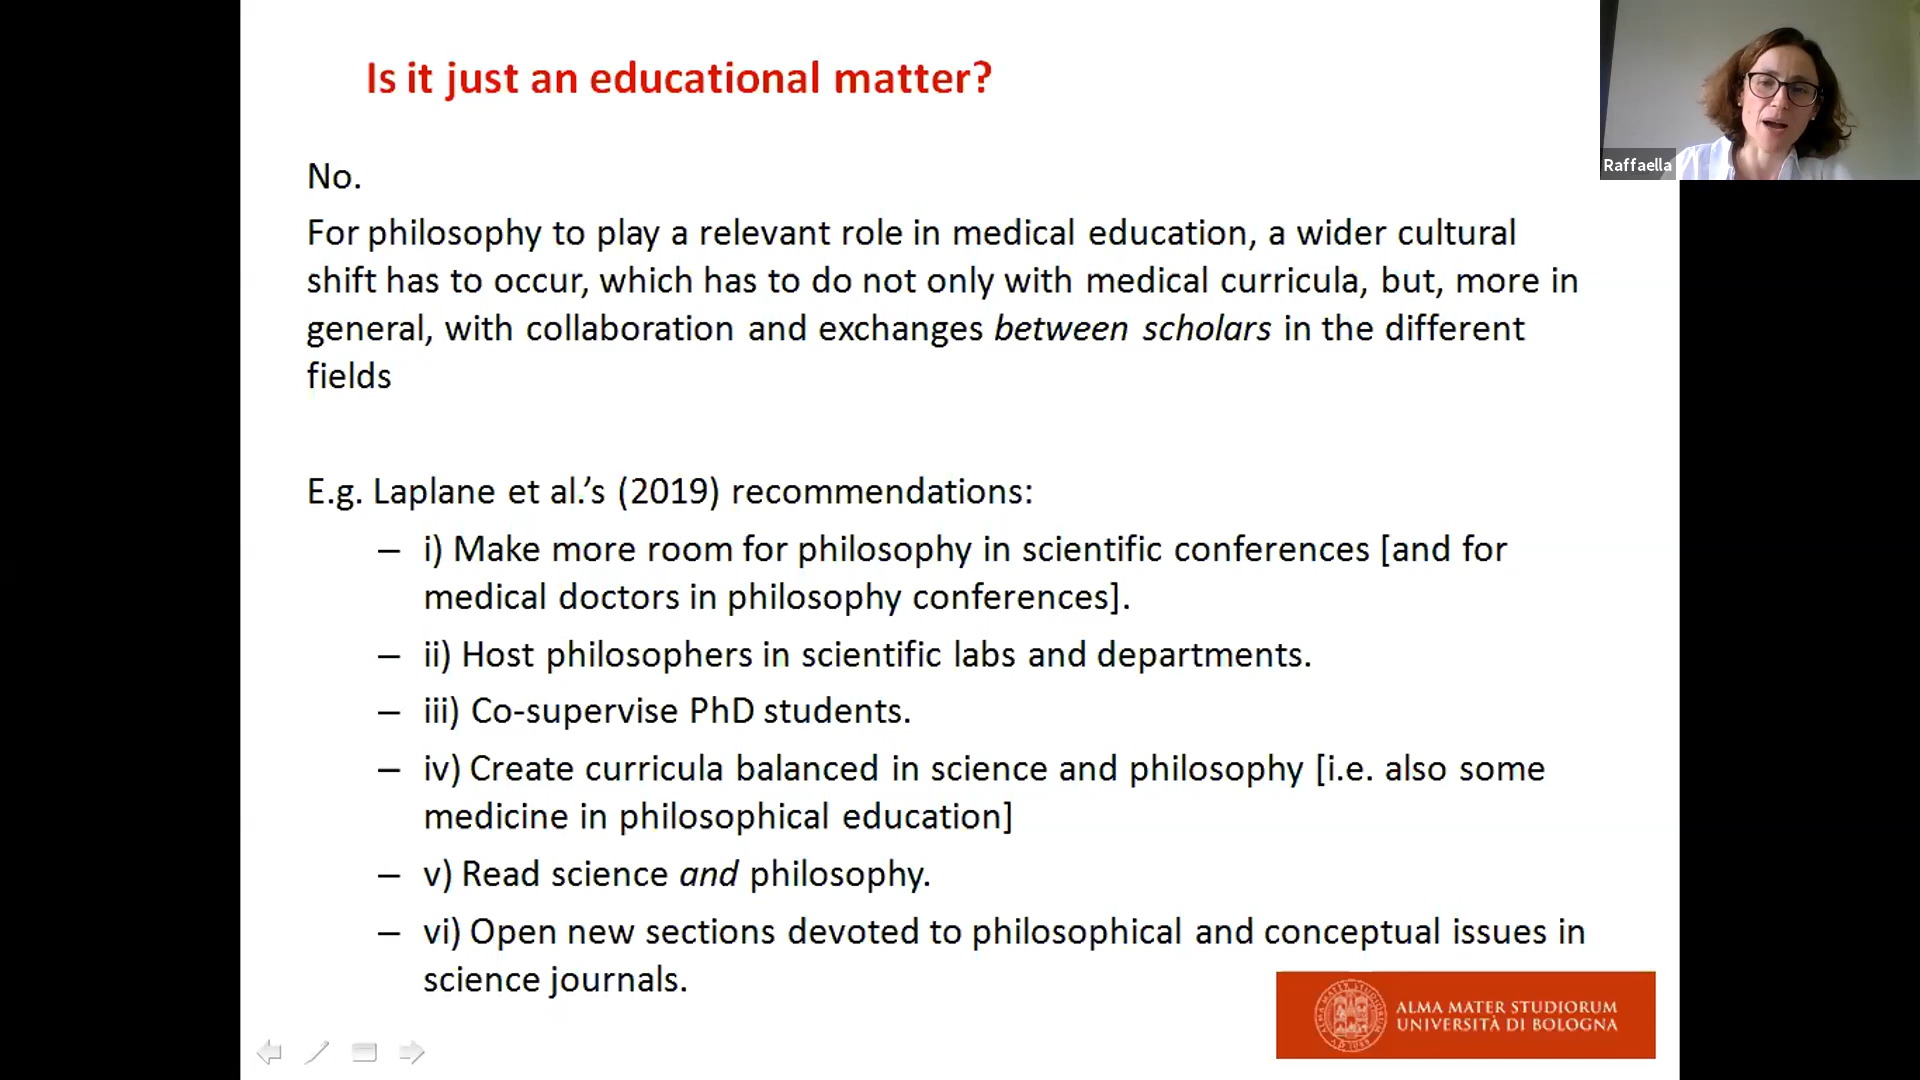 Is it just an educational matter?
Raffaella
No.
For philosophy to play a relevant role in medical education, a wider cultural
shift has to occur, which has to do not only with medical curricula, but, more in
general, with collaboration and exchanges between scholars in the different
fields
E.g. Laplane et al.’s (2019) recommendations:
– i) Make more room for philosophy in scientific conferences [and for
medical doctors in philosophy conferences].
– ii) Host philosophers in scientific labs and departments.
– iii) Co-supervise PhD students.
– iv) Create curricula balanced in science and philosophy [i.e. also some
medicine in philosophical education]
– v) Read science and philosophy.
– vi) Open new sections devoted to philosophical and conceptual issues in
science journals.
ALMA MATER STUDIORUM
UNIVERSITÀ DI BOLOGNA